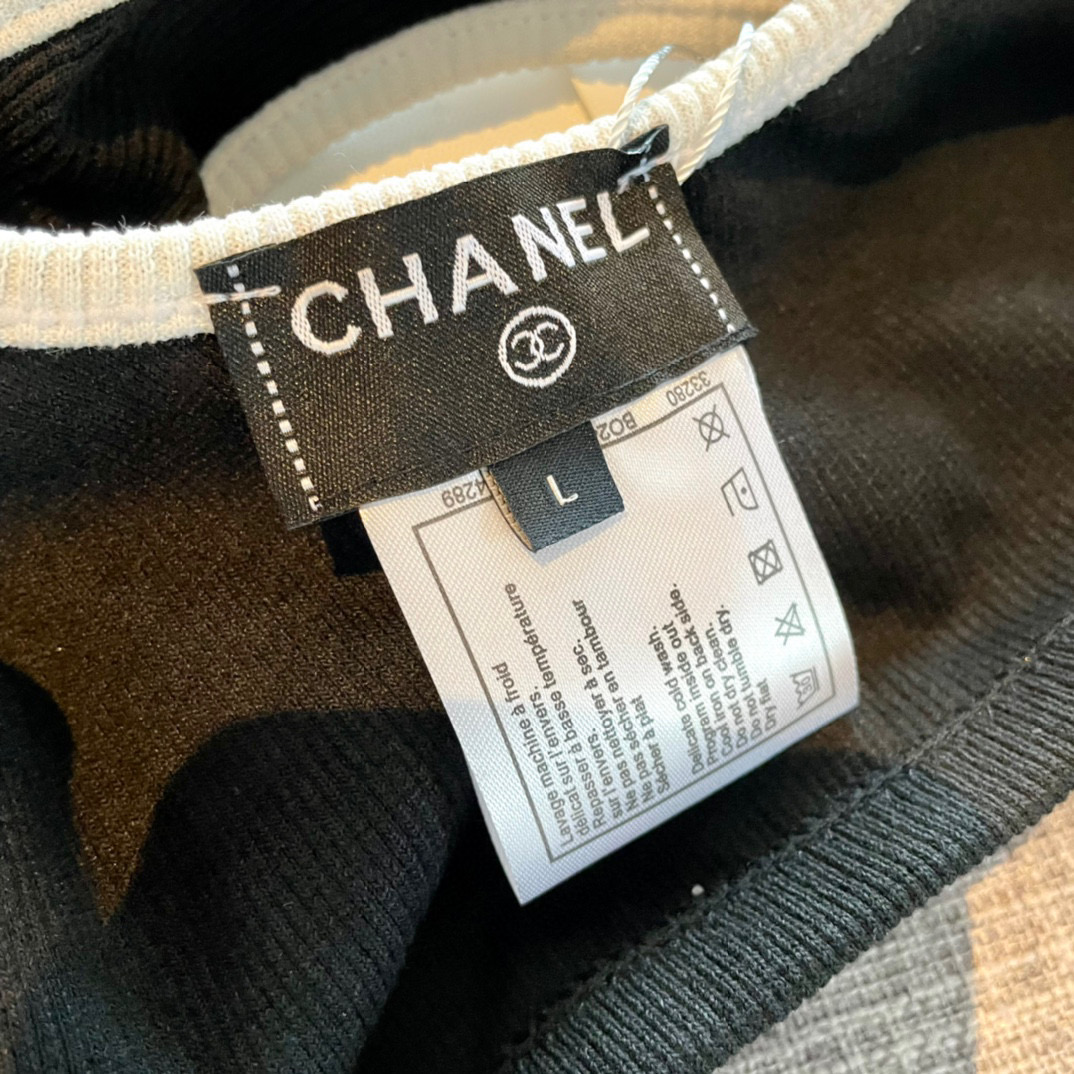 CHANEL
L
33280
BO2
4289
Lavage machine à froid
délicat sur l'envers.
Repasser à basse température
sur l'envers.
Ne pas nettoyer à sec.
Ne pas sécher en tambour
Sécher à plat
Delicate cold wash.
Program inside out
Cool iron on back side.
Do not dry clean.
Do not tumble dry.
Dry flat